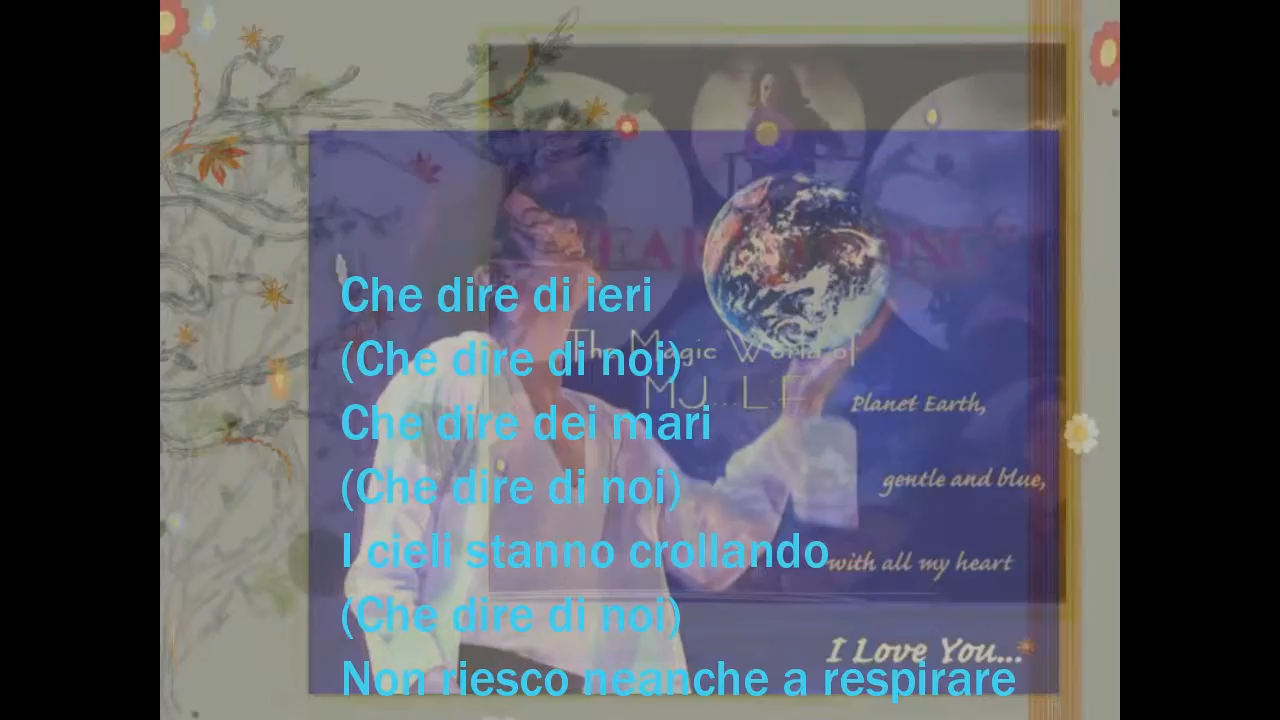 "EARTH SONG"
Che dire di ieri
The Magic World of
(Che dire di noi)
MJ...L.F
Planet Earth,
Che dire dei mari
gentle and blue,
(Che dire di noi)
I cieli stanno crollando
with all my heart
(Che dire di noi)
I Love You...
Non riesco neanche a respirare